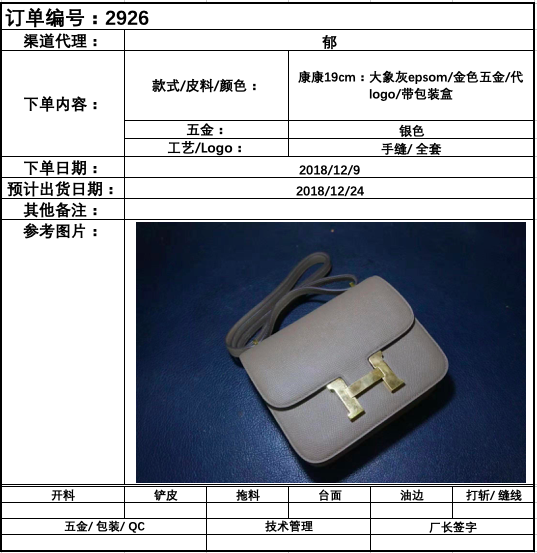 订单编号：2926
渠道代理：
郁
下单内容：
款式/皮料/颜色：
康康19cm：大象灰epsom/金色五金/代
logo/带包装盒
五金：
银色
工艺/Logo：
手缝/ 全套
下单日期：
2018/12/9
预计出货日期：
2018/12/24
其他备注：
参考图片：
开料
铲皮
拖料
台面
油边
打斩/ 缝线
五金/ 包装/ QC
技术管理
厂长签字